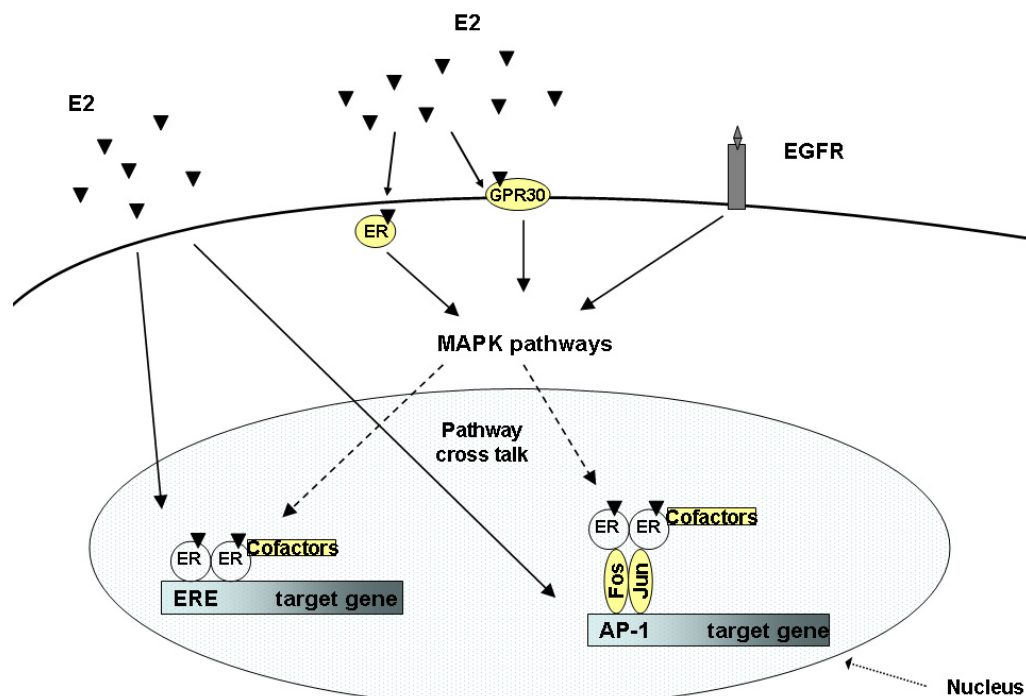 E2
E2
EGFR
GPR30
ER
MAPK pathways
Pathway
cross talk
ER ER Cofactors
Fos Jun
ER ER Cofactors
ERE target gene
AP-1 target gene
Nucleus